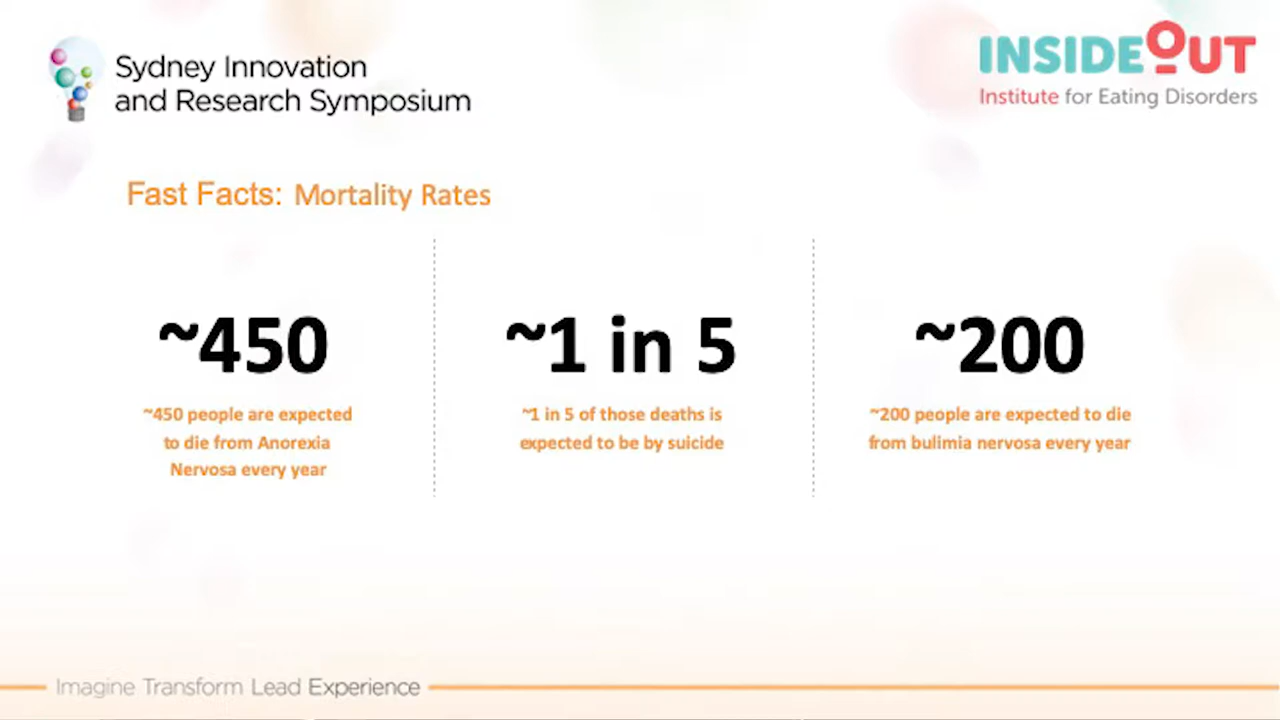 Sydney Innovation
and Research Symposium
INSIDEOUT
Institute for Eating Disorders
Fast Facts: Mortality Rates
~450
~450 people are expected
to die from Anorexia
Nervosa every year
~1 in 5
~1 in 5 of those deaths is
expected to be by suicide
~200
~200 people are expected to die
from bulimia nervosa every year
Imagine Transform Lead Experience